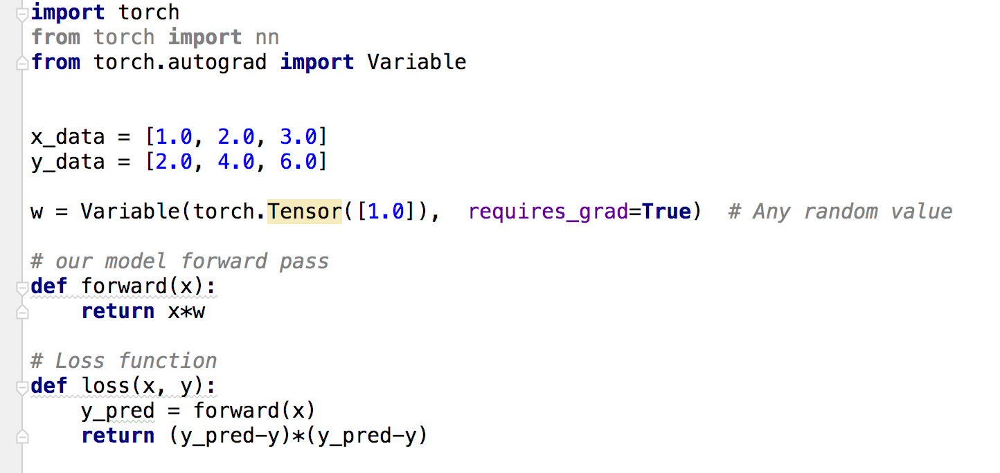 import torch
from torch import nn
from torch.autograd import Variable
x_data = [1.0, 2.0, 3.0]
y_data = [2.0, 4.0, 6.0]
w = Variable(torch.Tensor([1.0]),  requires_grad=True)  # Any random value
# our model forward pass
def forward(x):
    return x*w
# Loss function
def loss(x, y):
    y_pred = forward(x)
    return (y_pred-y)*(y_pred-y)